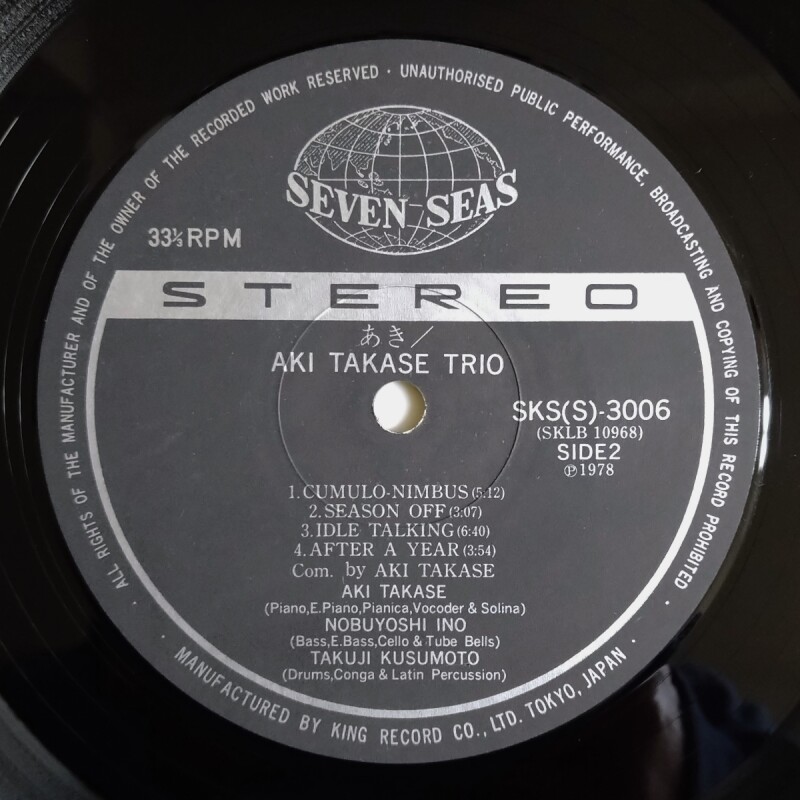 ALL RIGHTS OF THE MANUFACTURER AND OF THE OWNER OF THE RECORDED WORK RESERVED · UNAUTHORISED PUBLIC PERFORMANCE, BROADCASTING AND COPYING OF THIS RECORD PROHIBITED ·
SEVEN SEAS
33⅓ RPM
STEREO
あき/
AKI TAKASE TRIO
SKS(S)-3006
(SKLB 10968)
SIDE2
℗1978
1.CUMULO-NIMBUS(5:12)
2.SEASON OFF(3:07)
3.IDLE TALKING(6:40)
4.AFTER A YEAR(3:54)
Com. by AKI TAKASE
AKI TAKASE
(Piano,E.Piano,Pianica,Vocoder & Solina)
NOBUYOSHI INO
(Bass,E.Bass,Cello & Tube Bells)
TAKUJI KUSUMOTO
(Drums,Conga & Latin Percussion)
· MANUFACTURED BY KING RECORD CO., LTD. TOKYO, JAPAN ·